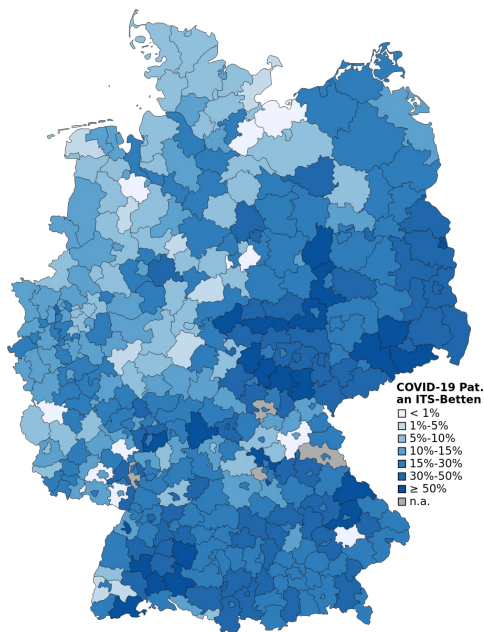 COVID-19 Pat.
an ITS-Betten
< 1%
1%-5%
5%-10%
10%-15%
15%-30%
30%-50%
≥ 50%
n.a.